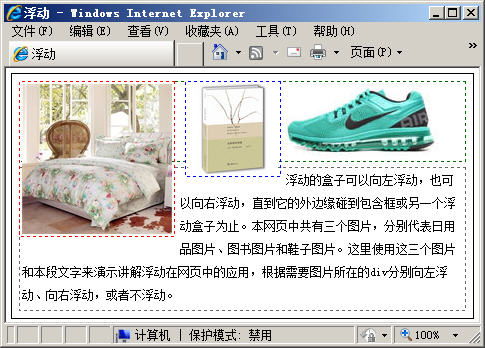 浮动 - Windows Internet Explorer
文件(F) 编辑(E) 查看(V) 收藏夹(A) 工具(T)
浮动 页面(P) »
AIR
浮动的盒子可以向左浮动，也可
以向右浮动，直到它的外边缘碰到包含框或另一个浮
动盒子为止。本网页中共有三个图片，分别代表日用
品图片、图书图片和鞋子图片。这里使用这三个图片
和本段文字来演示讲解浮动在网页中的应用，根据需要图片所在的div分别向左浮
动、向右浮动，或者不浮动。
计算机 | 保护模式: 禁用 100%